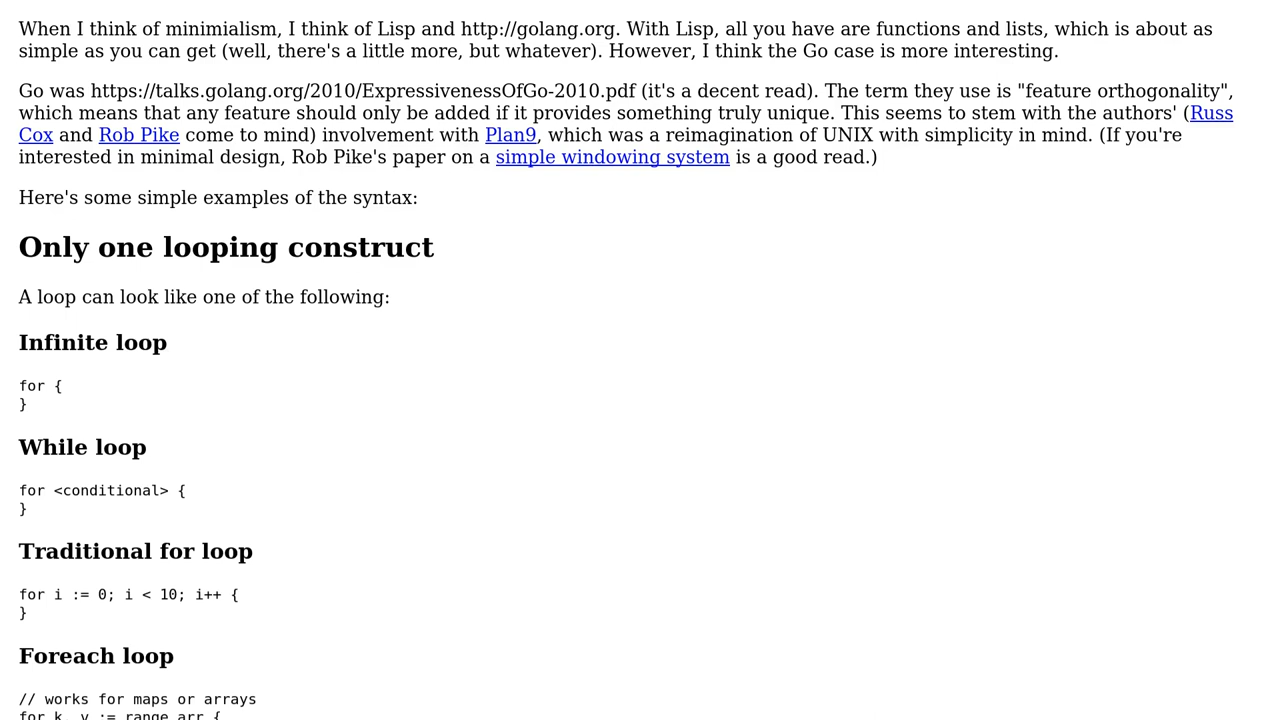 When I think of minimialism, I think of Lisp and http://golang.org. With Lisp, all you have are functions and lists, which is about as
simple as you can get (well, there's a little more, but whatever). However, I think the Go case is more interesting.
Go was https://talks.golang.org/2010/ExpressivenessOfGo-2010.pdf (it's a decent read). The term they use is "feature orthogonality",
which means that any feature should only be added if it provides something truly unique. This seems to stem with the authors' (Russ
Cox and Rob Pike come to mind) involvement with Plan9, which was a reimagination of UNIX with simplicity in mind. (If you're
interested in minimal design, Rob Pike's paper on a simple windowing system is a good read.)
Here's some simple examples of the syntax:
Only one looping construct
A loop can look like one of the following:
Infinite loop
for {
}
While loop
for <conditional> {
}
Traditional for loop
for i := 0; i < 10; i++ {
}
Foreach loop
// works for maps or arrays
for k, v := range arr {